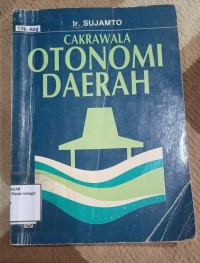 Ir. SUJAMTO
CAKRAWALA
OTONOMI
DAERAH